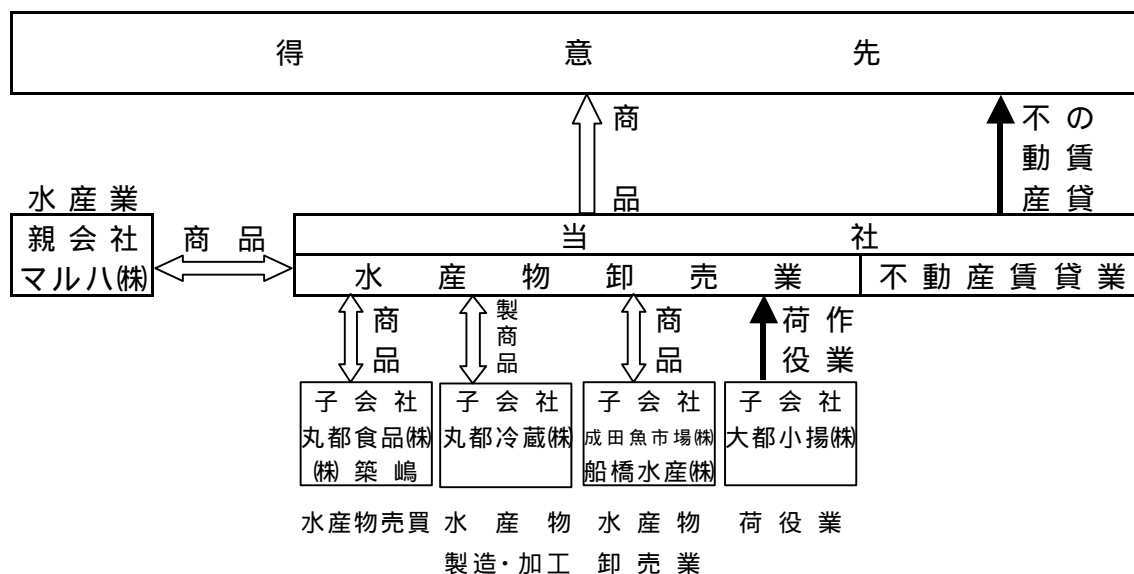 得意先
商品
不動産の賃貸
水産業
親会社
マルハ㈱
商品
当社
水産物卸売業
不動産賃貸業
商品
製商品
商品
荷役作業
子会社
丸都食品㈱
㈱築嶋
子会社
丸都冷蔵㈱
子会社
成田魚市場㈱
船橋水産㈱
子会社
大都小揚㈱
水産物売買
水産物
製造・加工
水産物
卸売業
荷役業